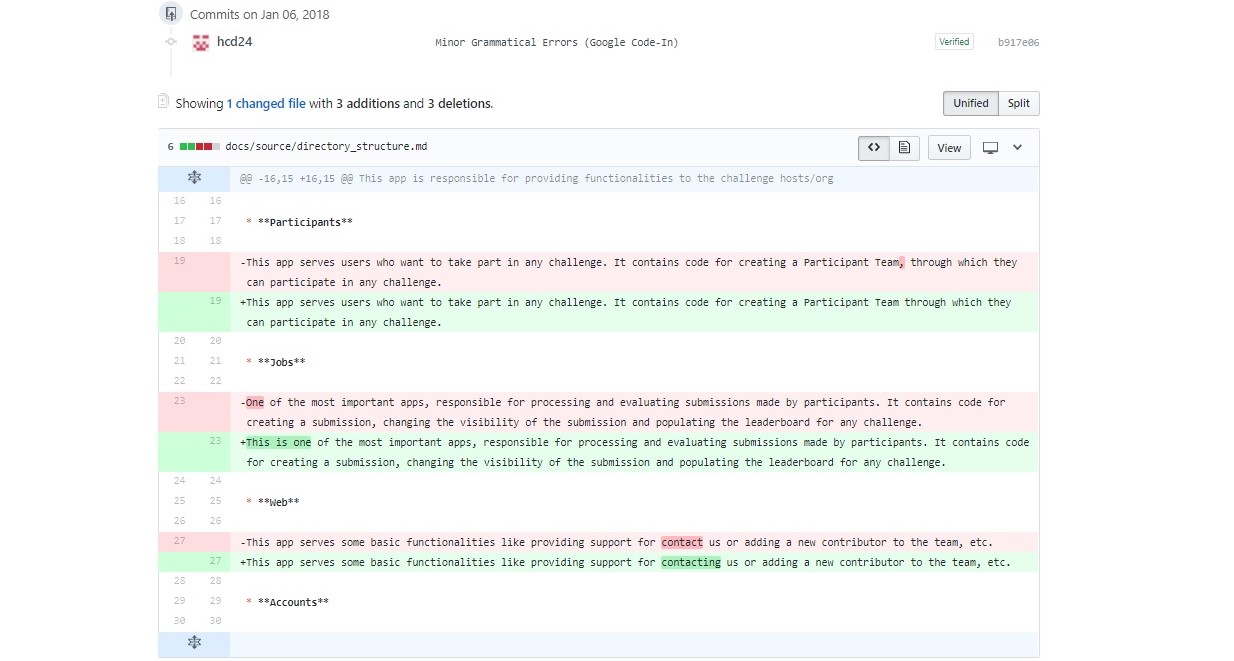 Commits on Jan 06, 2018
hcd24 Minor Grammatical Errors (Google Code-In) Verified b917e06
Showing 1 changed file with 3 additions and 3 deletions. Unified Split
6 docs/source/directory_structure.md <> View
@@ -16,15 +16,15 @@ This app is responsible for providing functionalities to the challenge hosts/org
16 16
17 17 * **Participants**
18 18
19 -This app serves users who want to take part in any challenge. It contains code for creating a Participant Team, through which they
can participate in any challenge.
19 +This app serves users who want to take part in any challenge. It contains code for creating a Participant Team through which they
can participate in any challenge.
20 20
21 21 * **Jobs**
22 22
23 -One of the most important apps, responsible for processing and evaluating submissions made by participants. It contains code for
creating a submission, changing the visibility of the submission and populating the leaderboard for any challenge.
23 +This is one of the most important apps, responsible for processing and evaluating submissions made by participants. It contains code
for creating a submission, changing the visibility of the submission and populating the leaderboard for any challenge.
24 24
25 25 * **Web**
26 26
27 -This app serves some basic functionalities like providing support for contact us or adding a new contributor to the team, etc.
27 +This app serves some basic functionalities like providing support for contacting us or adding a new contributor to the team, etc.
28 28
29 29 * **Accounts**
30 30